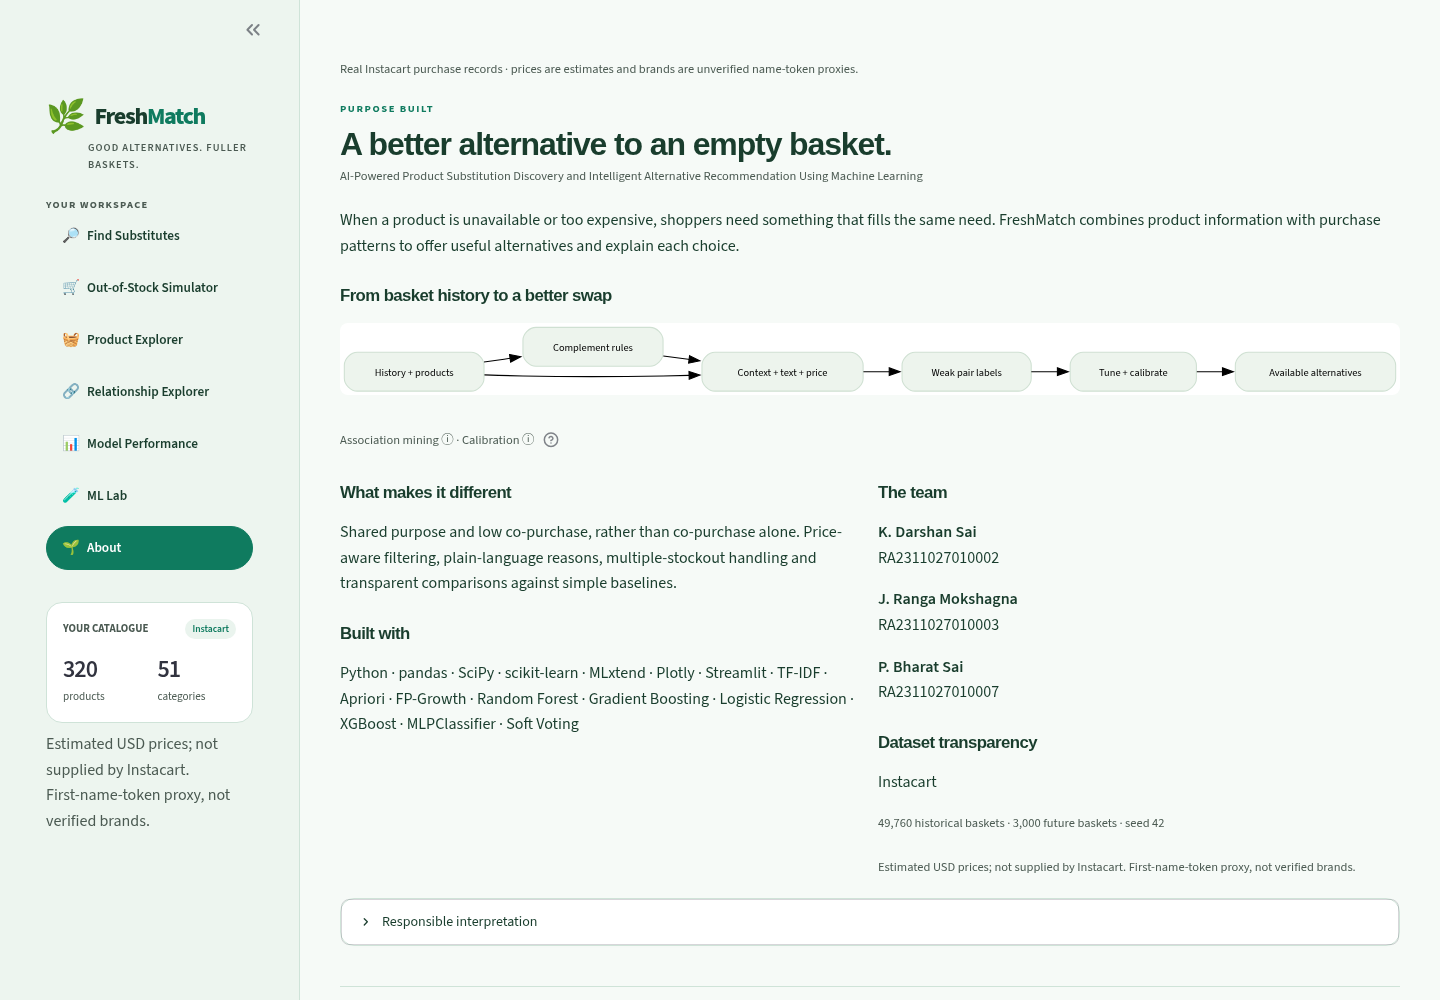 FreshMatch
GOOD ALTERNATIVES. FULLER
BASKETS.
YOUR WORKSPACE
Find Substitutes
Out-of-Stock Simulator
Product Explorer
Relationship Explorer
Model Performance
ML Lab
About
YOUR CATALOGUE
Instacart
320
51
products
categories
Estimated USD prices; not
supplied by Instacart.
First-name-token proxy, not
verified brands.
Real Instacart purchase records · prices are estimates and brands are unverified name-token proxies.
PURPOSE BUILT
A better alternative to an empty basket.
AI-Powered Product Substitution Discovery and Intelligent Alternative Recommendation Using Machine Learning
When a product is unavailable or too expensive, shoppers need something that fills the same need. FreshMatch combines product information with purchase
patterns to offer useful alternatives and explain each choice.
From basket history to a better swap
History + products
Complement rules
Context + text + price
Weak pair labels
Tune + calibrate
Available alternatives
Association mining ⓘ · Calibration ⓘ
What makes it different
Shared purpose and low co-purchase, rather than co-purchase alone. Price-
aware filtering, plain-language reasons, multiple-stockout handling and
transparent comparisons against simple baselines.
Built with
Python · pandas · SciPy · scikit-learn · MLxtend · Plotly · Streamlit · TF-IDF ·
Apriori · FP-Growth · Random Forest · Gradient Boosting · Logistic Regression ·
XGBoost · MLPClassifier · Soft Voting
The team
K. Darshan Sai
RA2311027010002
J. Ranga Mokshagna
RA2311027010003
P. Bharat Sai
RA2311027010007
Dataset transparency
Instacart
49,760 historical baskets · 3,000 future baskets · seed 42
Estimated USD prices; not supplied by Instacart. First-name-token proxy, not verified brands.
Responsible interpretation